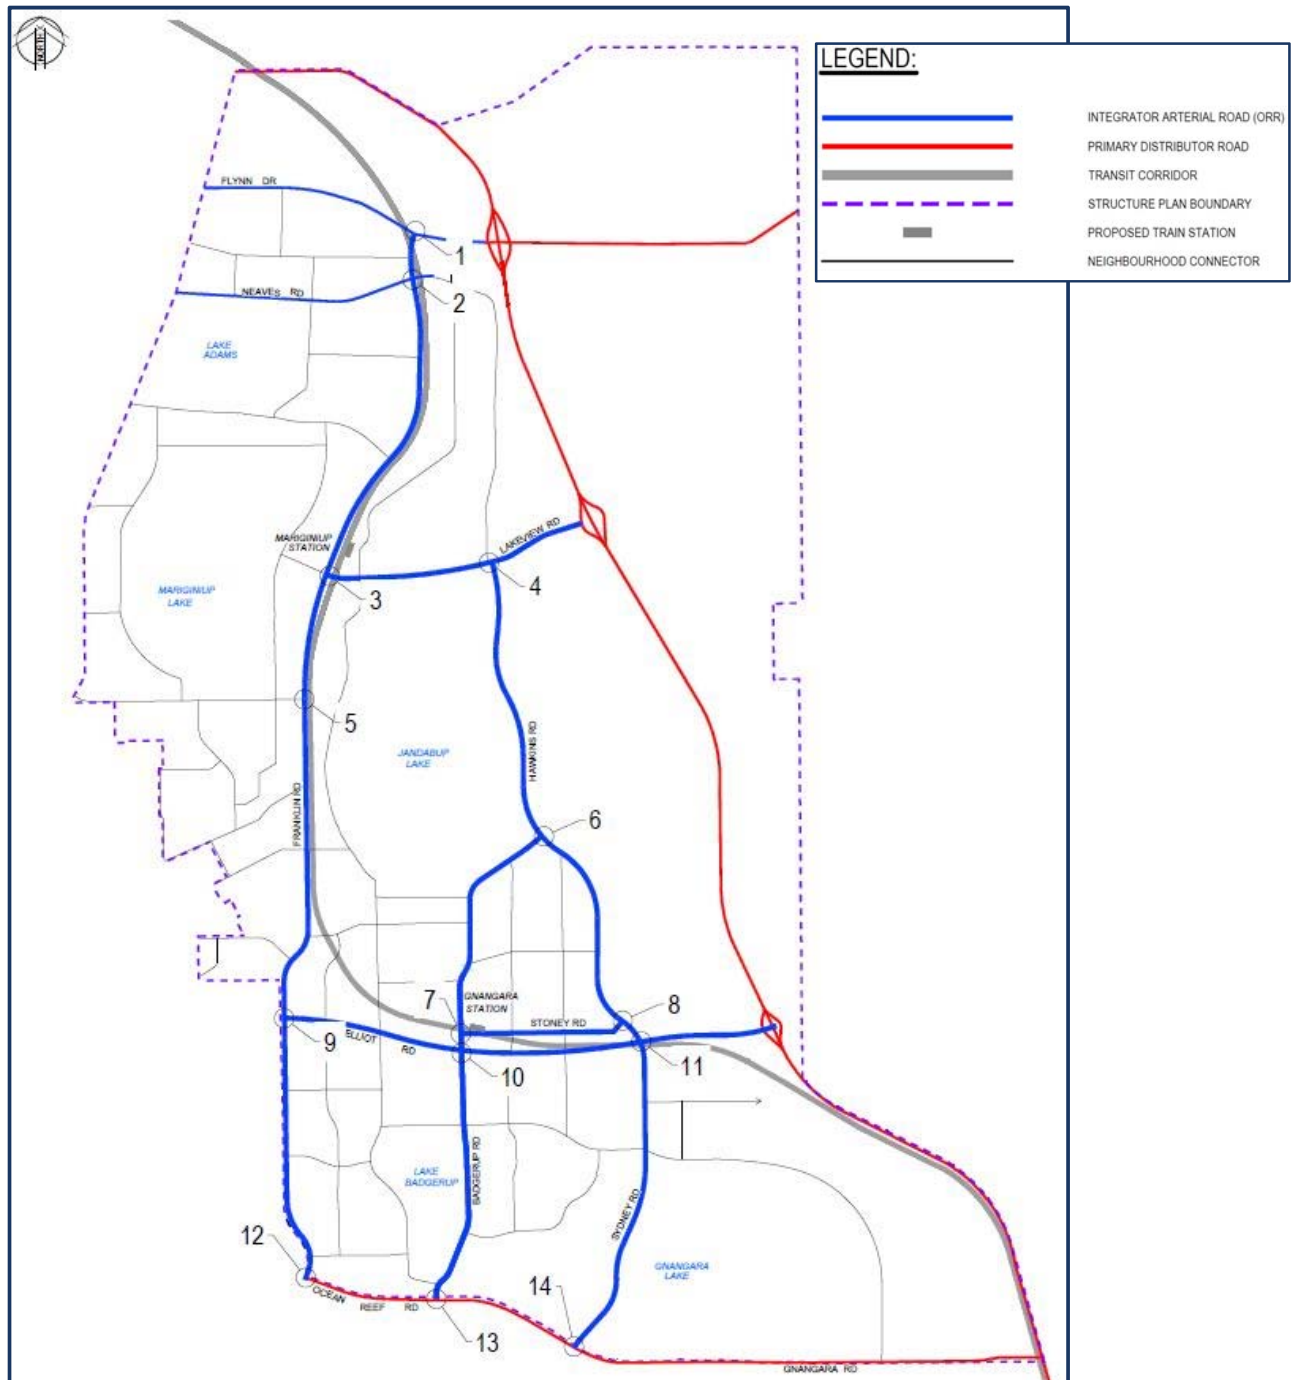 NORTH
LEGEND:
INTEGRATOR ARTERIAL ROAD (ORR)
PRIMARY DISTRIBUTOR ROAD
TRANSIT CORRIDOR
STRUCTURE PLAN BOUNDARY
PROPOSED TRAIN STATION
NEIGHBOURHOOD CONNECTOR
FLYNN DR
1
NEAVES RD
2
LAKE
ADAMS
LAKEVIEW RD
MARIGINIUP
STATION
3
4
MARIGINIUP
LAKE
5
HAWKINS RD
JANDABUP
LAKE
FRANKLIN RD
6
GNANGARA
STATION
7
STONEY RD
8
9
ELLIOT RD
10
11
BADGERUP RD
LAKE
BADGERUP
SYDNEY RD
12
GNANGARA
LAKE
14
OCEAN REEF RD
13
GNANGARA RD